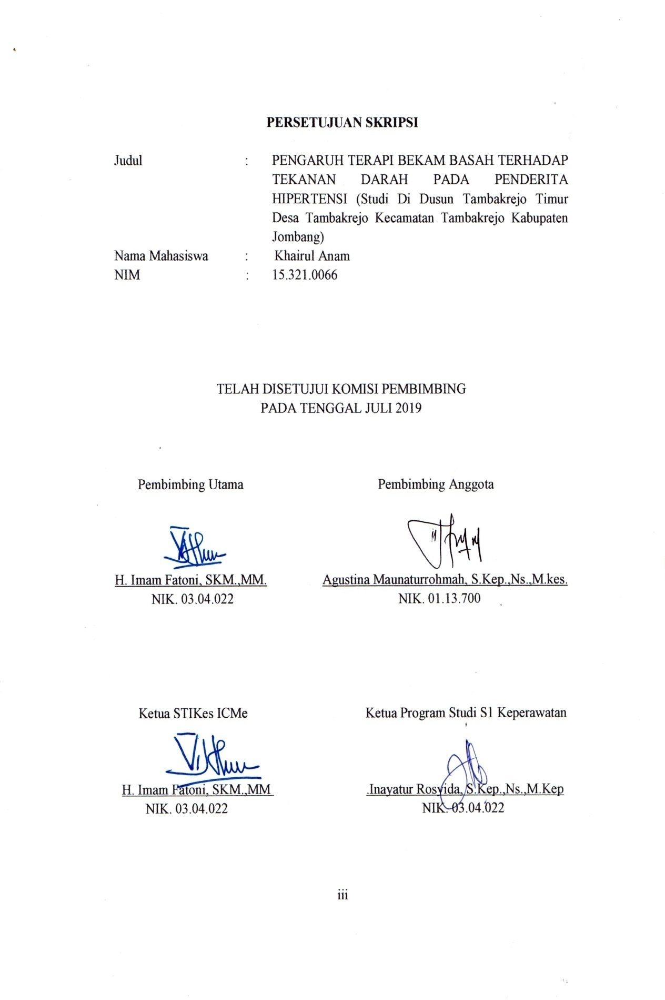 PERSETUJUAN SKRIPSI
Judul : PENGARUH TERAPI BEKAM BASAH TERHADAP
TEKANAN DARAH PADA PENDERITA
HIPERTENSI (Studi Di Dusun Tambakrejo Timur
Desa Tambakrejo Kecamatan Tambakrejo Kabupaten
Jombang)
Nama Mahasiswa : Khairul Anam
NIM : 15.321.0066
TELAH DISETUJUI KOMISI PEMBIMBING
PADA TENGGAL JULI 2019
Pembimbing Utama Pembimbing Anggota
H. Imam Fatoni, SKM.,MM. Agustina Maunaturrohmah, S.Kep.,Ns.,M.kes.
NIK. 03.04.022 NIK. 01.13.700
Ketua STIKes ICMe Ketua Program Studi S1 Keperawatan
H. Imam Fatoni, SKM.,MM .Inayatur Rosyida, S.Kep.,Ns.,M.Kep
NIK. 03.04.022 NIK. 03.04.022
iii